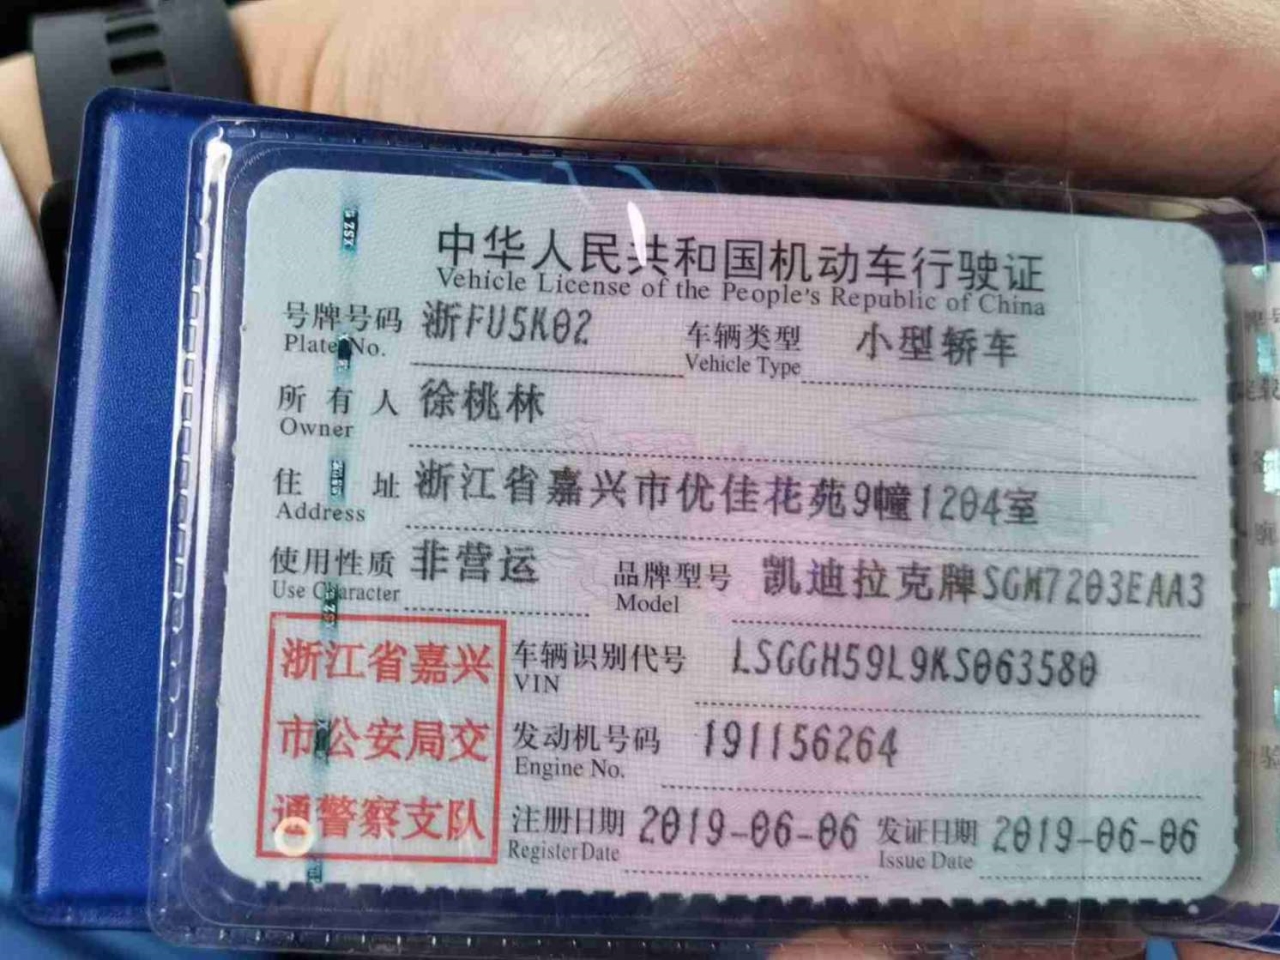 中华人民共和国机动车行驶证
Vehicle License of the People's Republic of China
号牌号码 浙FU5K02 车辆类型 小型轿车
Plate No. Vehicle Type
所有人 徐桃林
Owner
住址 浙江省嘉兴市优佳花苑9幢1204室
Address
使用性质 非营运 品牌型号 凯迪拉克牌SGM7203EAA3
Use Character Model
浙江省嘉兴
市公安局交
通警察支队
车辆识别代号 LSGGH59L9KS063580
VIN
发动机号码 191156264
Engine No.
注册日期 2019-06-06 发证日期 2019-06-06
Register Date Issue Date